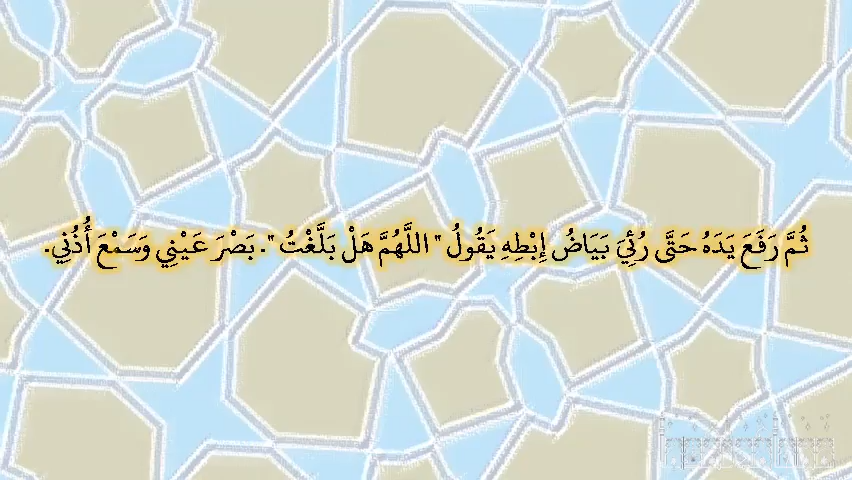 ثُمَّ رَفَعَ يَدَهُ حَتَّى رُئِيَ بَيَاضُ إِبْطِهِ يَقُولُ " اللَّهُمَّ هَلْ بَلَّغْتُ ". بَصْرَ عَيْنِي وَسَمْعَ أُذُنِي.